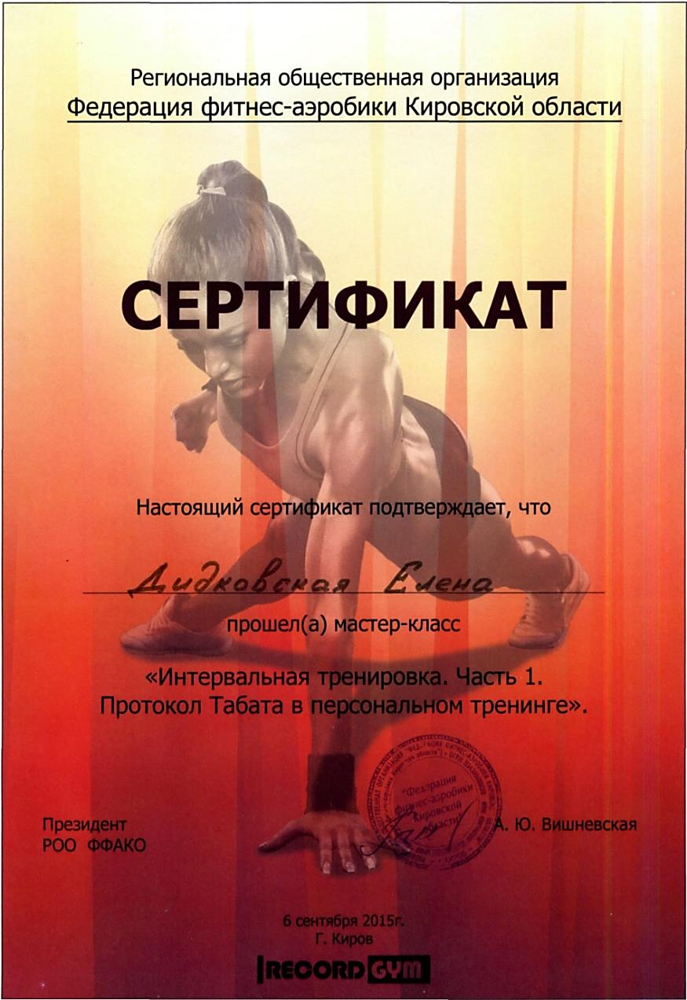 Региональная общественная организация
Федерация фитнес-аэробики Кировской области
СЕРТИФИКАТ
Настоящий сертификат подтверждает, что
Дидковская Елена
прошел(а) мастер-класс
«Интервальная тренировка. Часть 1.
Протокол Табата в персональном тренинге».
"Федерация
фитнес-аэробики
Кировской
области"
Президент
РОО ФФАКО
А. Ю. Вишневская
6 сентября 2015г.
Г. Киров
RECORD GYM